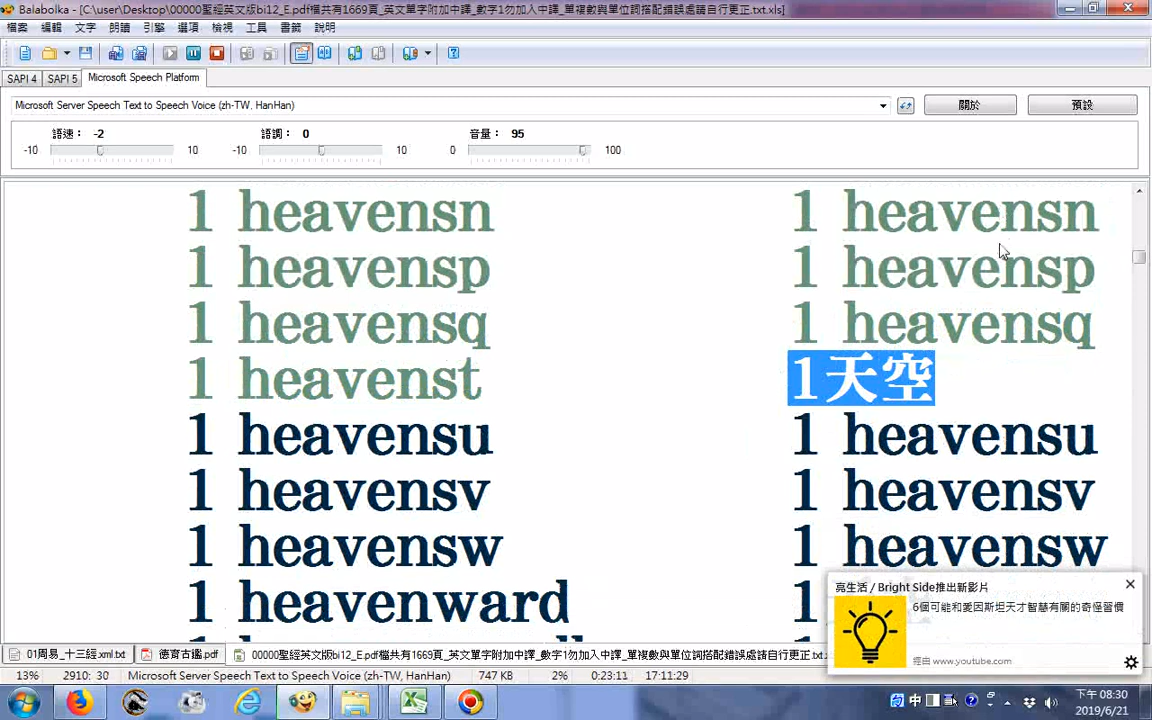 Balabolka - [C:\user\Desktop\00000聖經英文版bi12_E.pdf檔共有1669頁_英文單字附加中譯_數字1勿加入中譯_單複數與單位詞搭配錯誤處請自行更正.txt.xls]
檔案 編輯 文字 朗讀 引擎 選項 檢視 工具 書籤 說明
SAPI 4 SAPI 5 Microsoft Speech Platform
Microsoft Server Speech Text to Speech Voice (zh-TW, HanHan) 關於 預設
語速： -2 語調： 0 音量： 95
-10 10 -10 10 0 100
1 heavensn 1 heavensn
1 heavensp 1 heavensp
1 heavensq 1 heavensq
1 heavenst 1天空
1 heavensu 1 heavensu
1 heavensv 1 heavensv
1 heavensw 1 heavensw
1 heavenward 1
亮生活 / Bright Side推出新影片
6個可能和愛因斯坦天才智慧有關的奇怪習慣
經由 www.youtube.com
01周易_十三經.xml.txt 德育古鑑.pdf 00000聖經英文版bi12_E.pdf檔共有1669頁_英文單字附加中譯_數字1勿加入中譯_單複數與單位詞搭配錯誤處請自行更正.txt.
13% 2910: 30 Microsoft Server Speech Text to Speech Voice (zh-TW, HanHan) 747 KB 2% 0:23:11 17:11:29
中 下午 08:30
2019/6/21